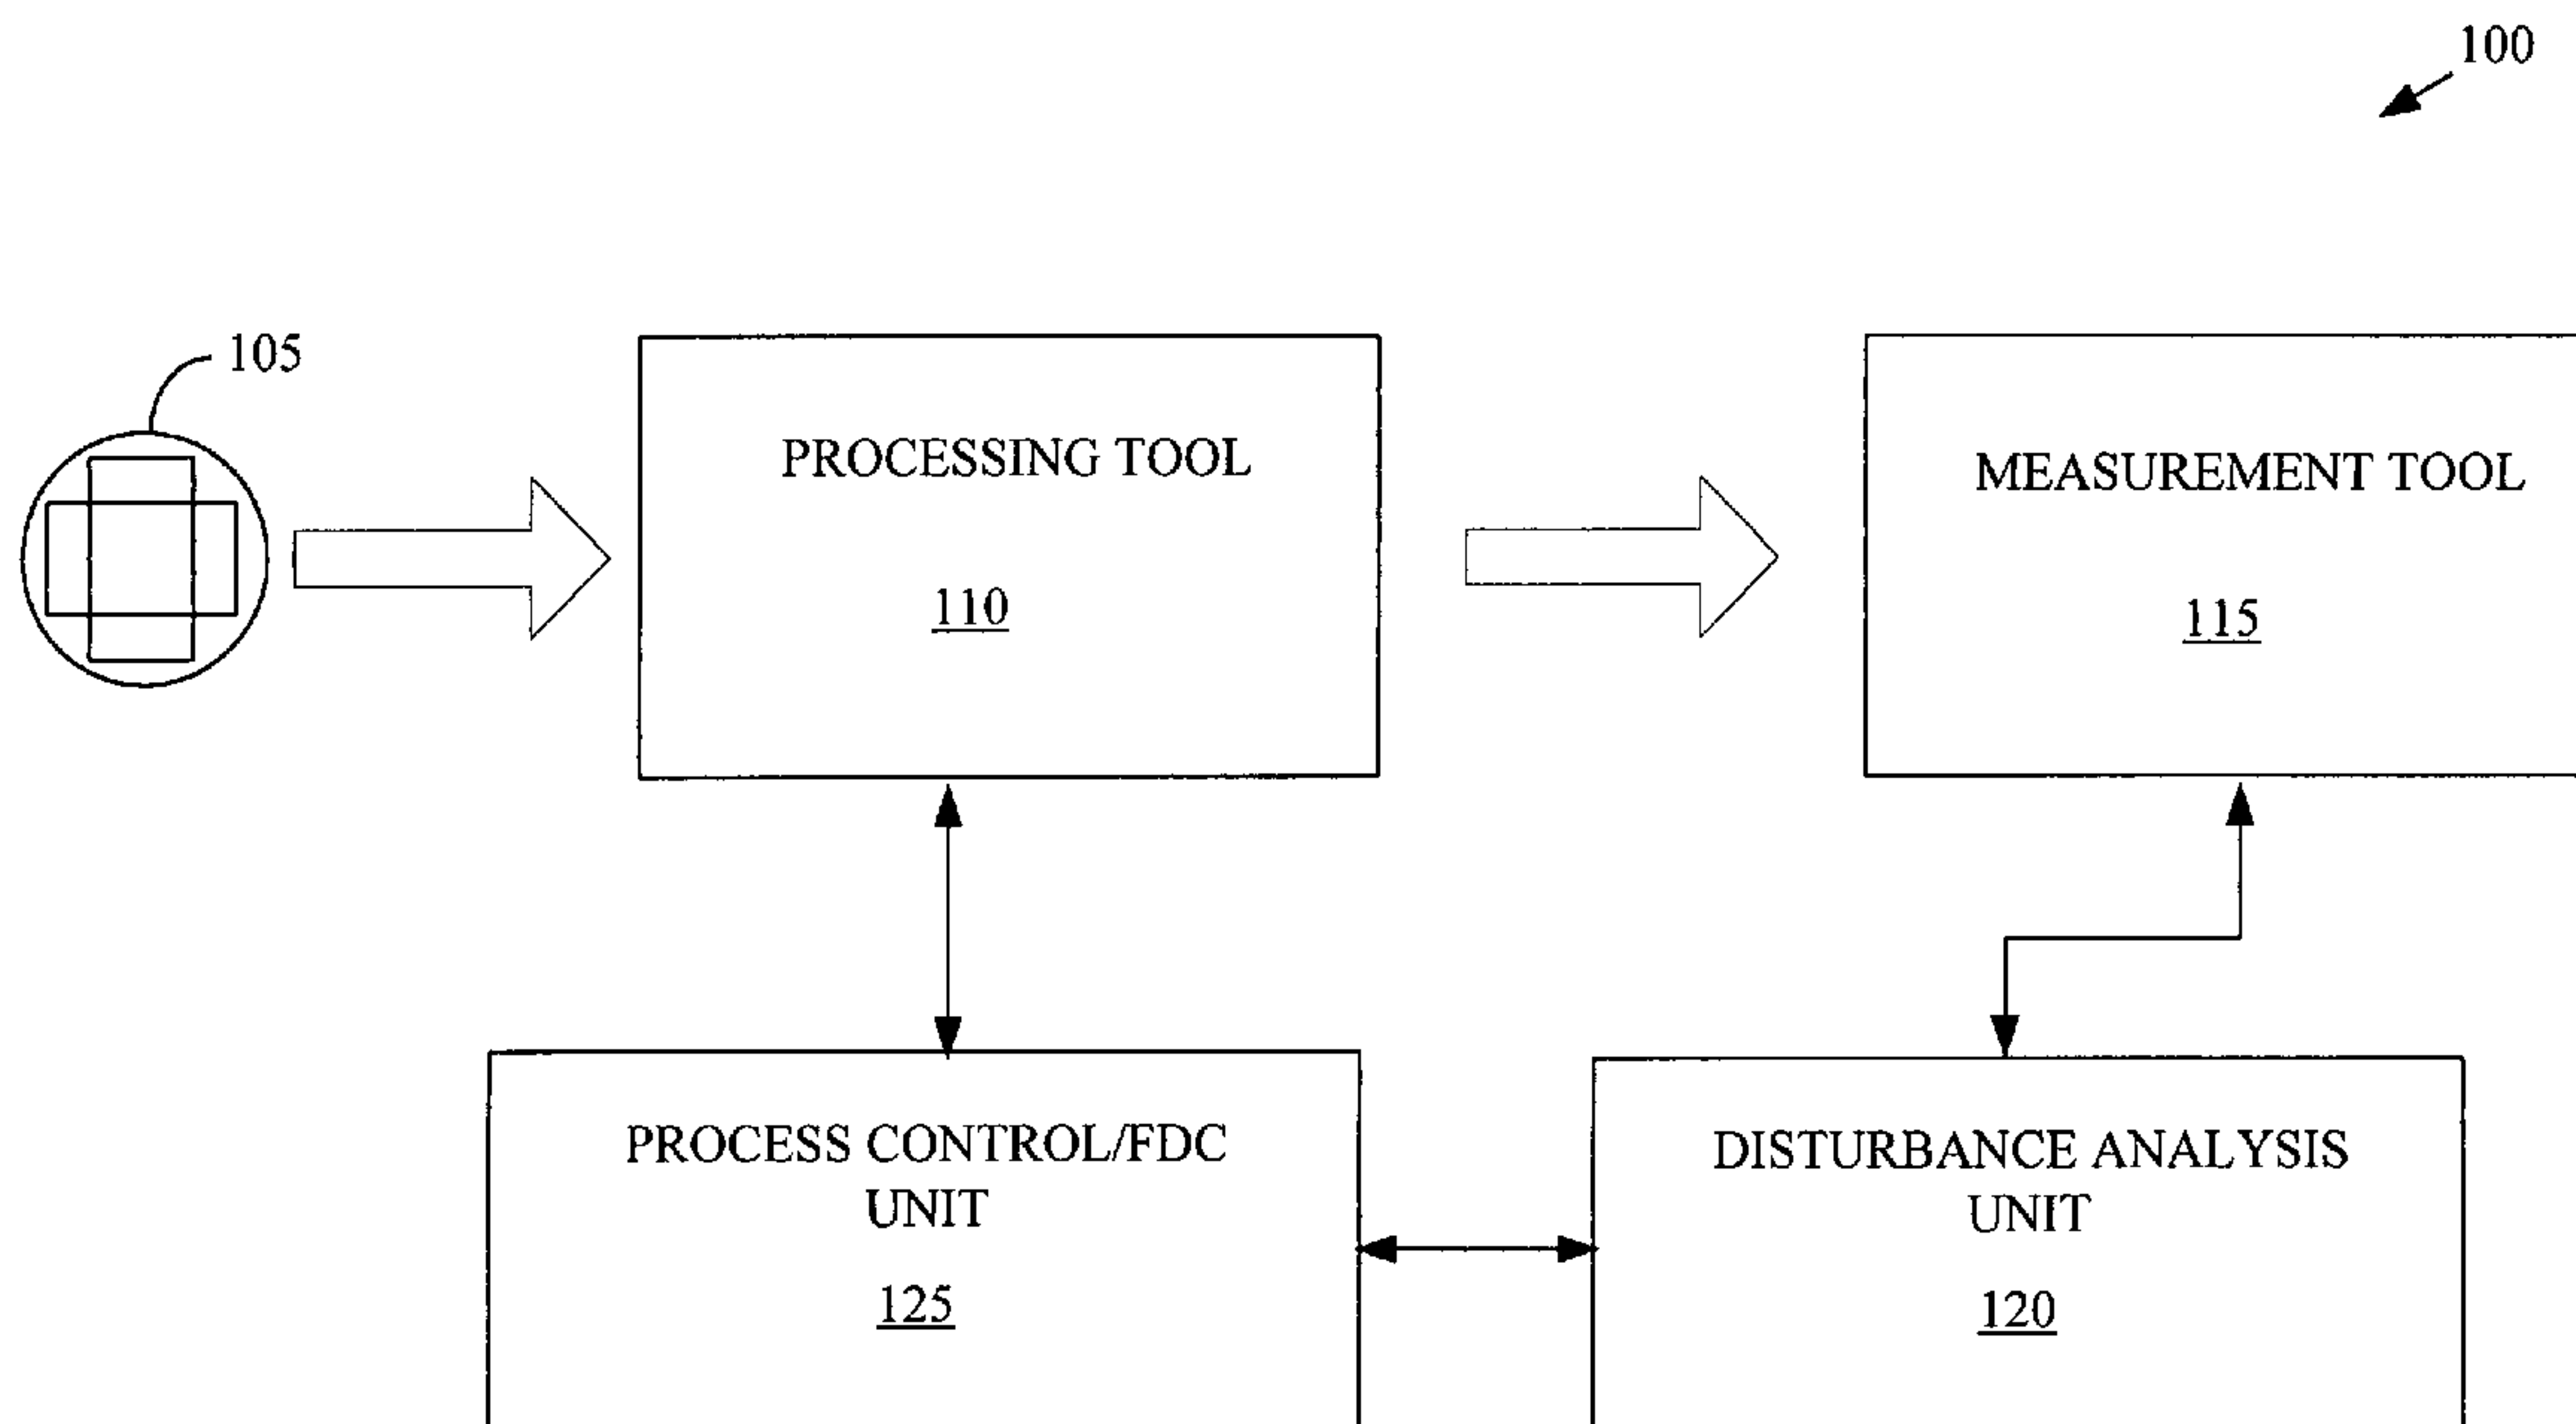 100
105
PROCESSING TOOL
110
MEASUREMENT TOOL
115
PROCESS CONTROL/FDC
UNIT
125
DISTURBANCE ANALYSIS
UNIT
120